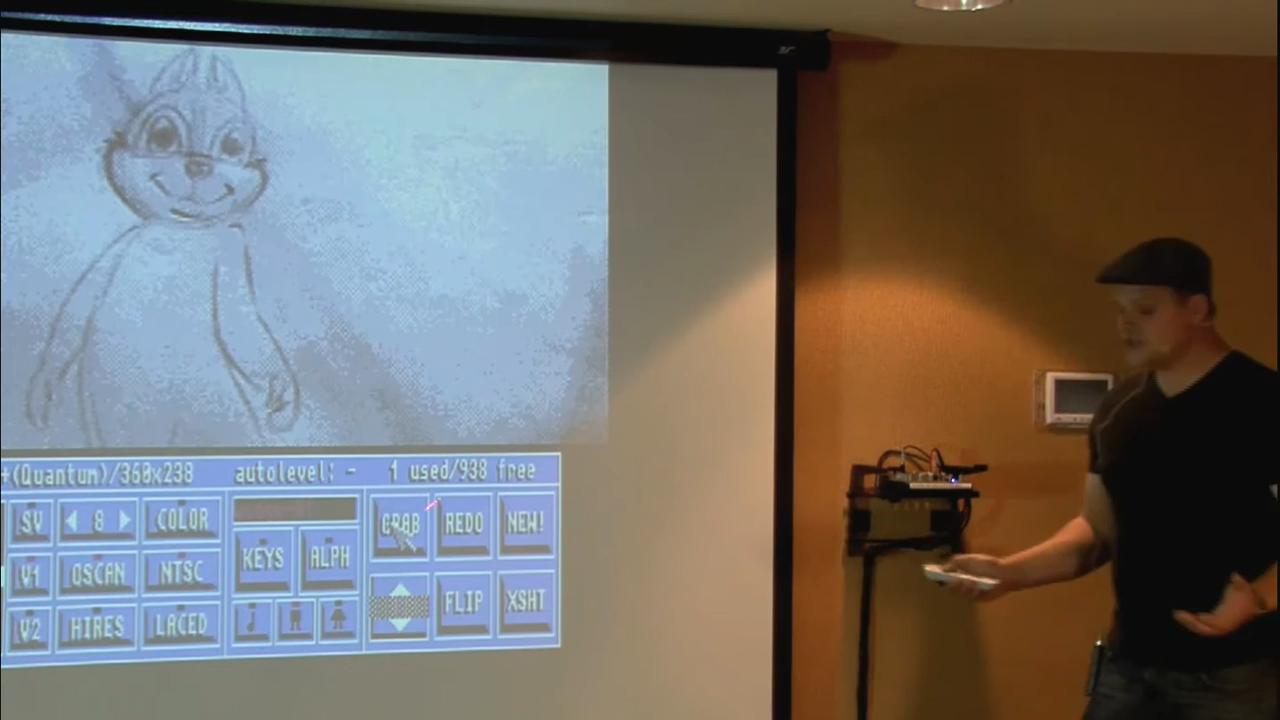 +(Quantum)/360x238 autolevel: - 1 used/938 free
SV 8 COLOR GRAB REDO NEW!
KEYS ALPH
V1 OSCAN NTSC
V2 HIRES LACED FLIP XSHT